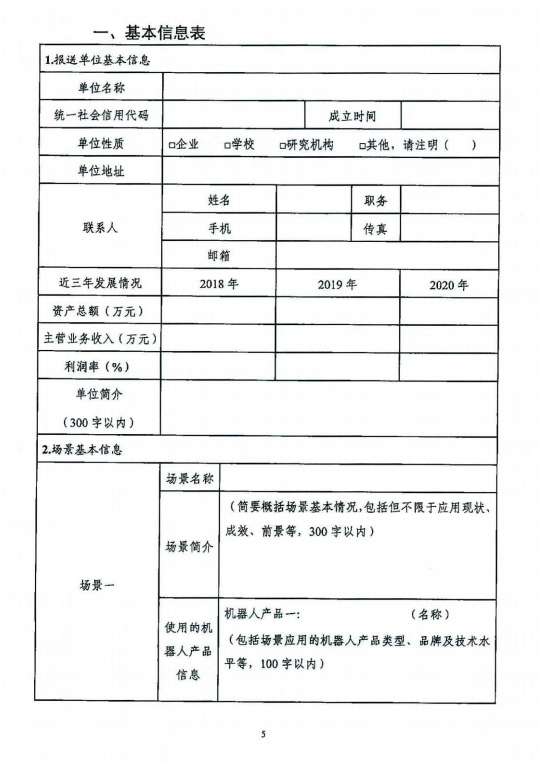 一、基本信息表
1.报送单位基本信息
单位名称
统一社会信用代码 成立时间
单位性质 □企业 □学校 □研究机构 □其他，请注明（ ）
单位地址
联系人 姓名 职务
手机 传真
邮箱
近三年发展情况 2018 年 2019 年 2020 年
资产总额（万元）
主营业务收入（万元）
利润率（%）
单位简介
（300 字以内）
2.场景基本信息
场景一
场景名称
场景简介
（简要概括场景基本情况,包括但不限于应用现状、
成效、前景等，300 字以内）
使用的机
器人产品
信息
机器人产品一: （名称）
（包括场景应用的机器人产品类型、品牌及技术水
平等，100 字以内）
5